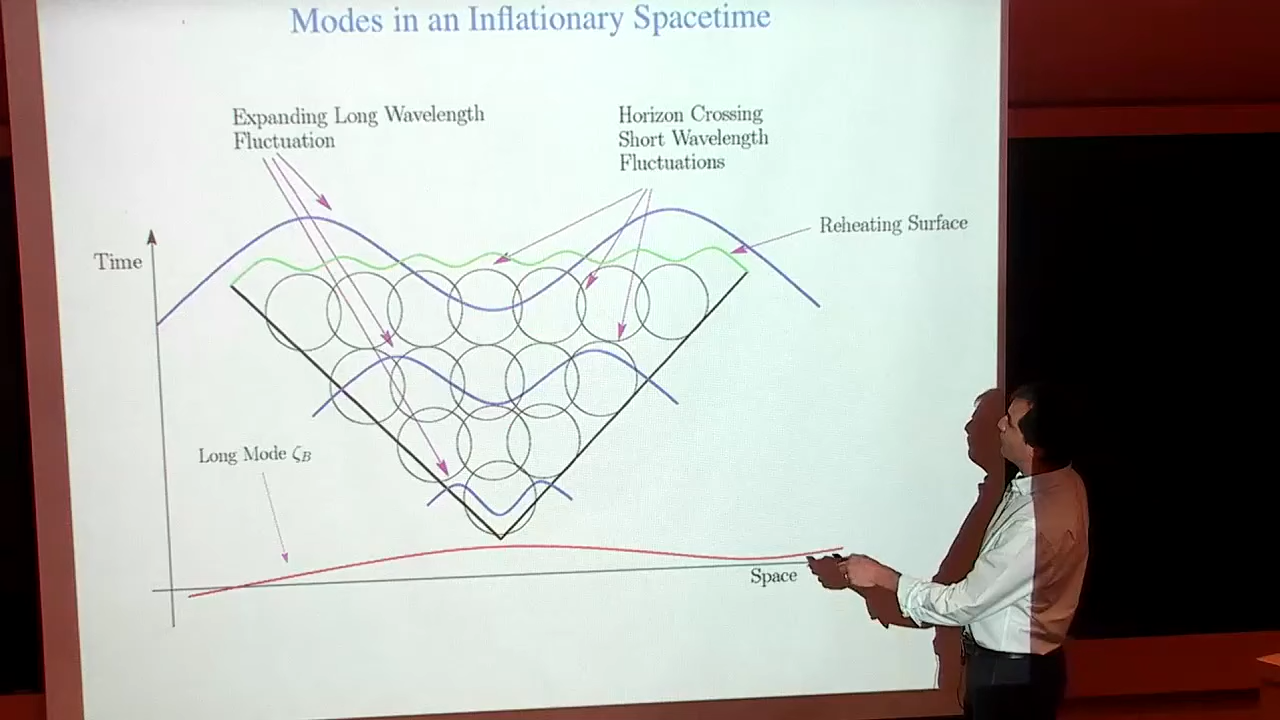 Modes in an Inflationary Spacetime
Expanding Long Wavelength
Fluctuation
Horizon Crossing
Short Wavelength
Fluctuations
Reheating Surface
Time
Long Mode ζB
Space